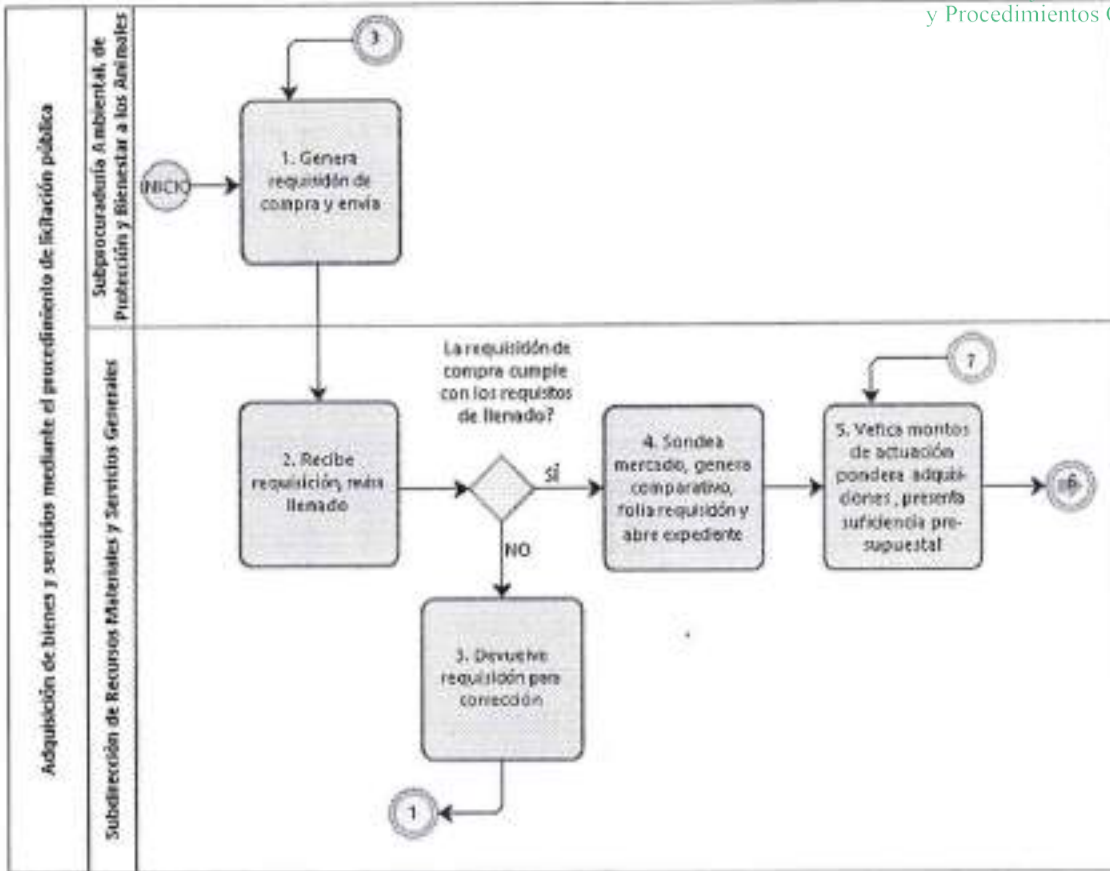 y Procedimientos
Adquisición de bienes y servicios mediante el procedimiento de licitación pública
Subprocuraduría Ambiental, de
Protección y Bienestar a los Animales
3
INICIO
1. Genera
requisición de
compra y envía
Subdirección de Recursos Materiales y Servicios Generales
2. Recibe
requisición, revisa
llenado
La requisición de
compra cumple
con los requisitos
de llenado?
SÍ
NO
3. Devuelve
requisición para
corrección
1
4. Sondea
mercado, genera
comparativo,
folia requisición y
abre expediente
7
5. Vefica montos
de actuación
pondera adquisi-
ciones, presenta
suficiencia pre-
supuestal
6